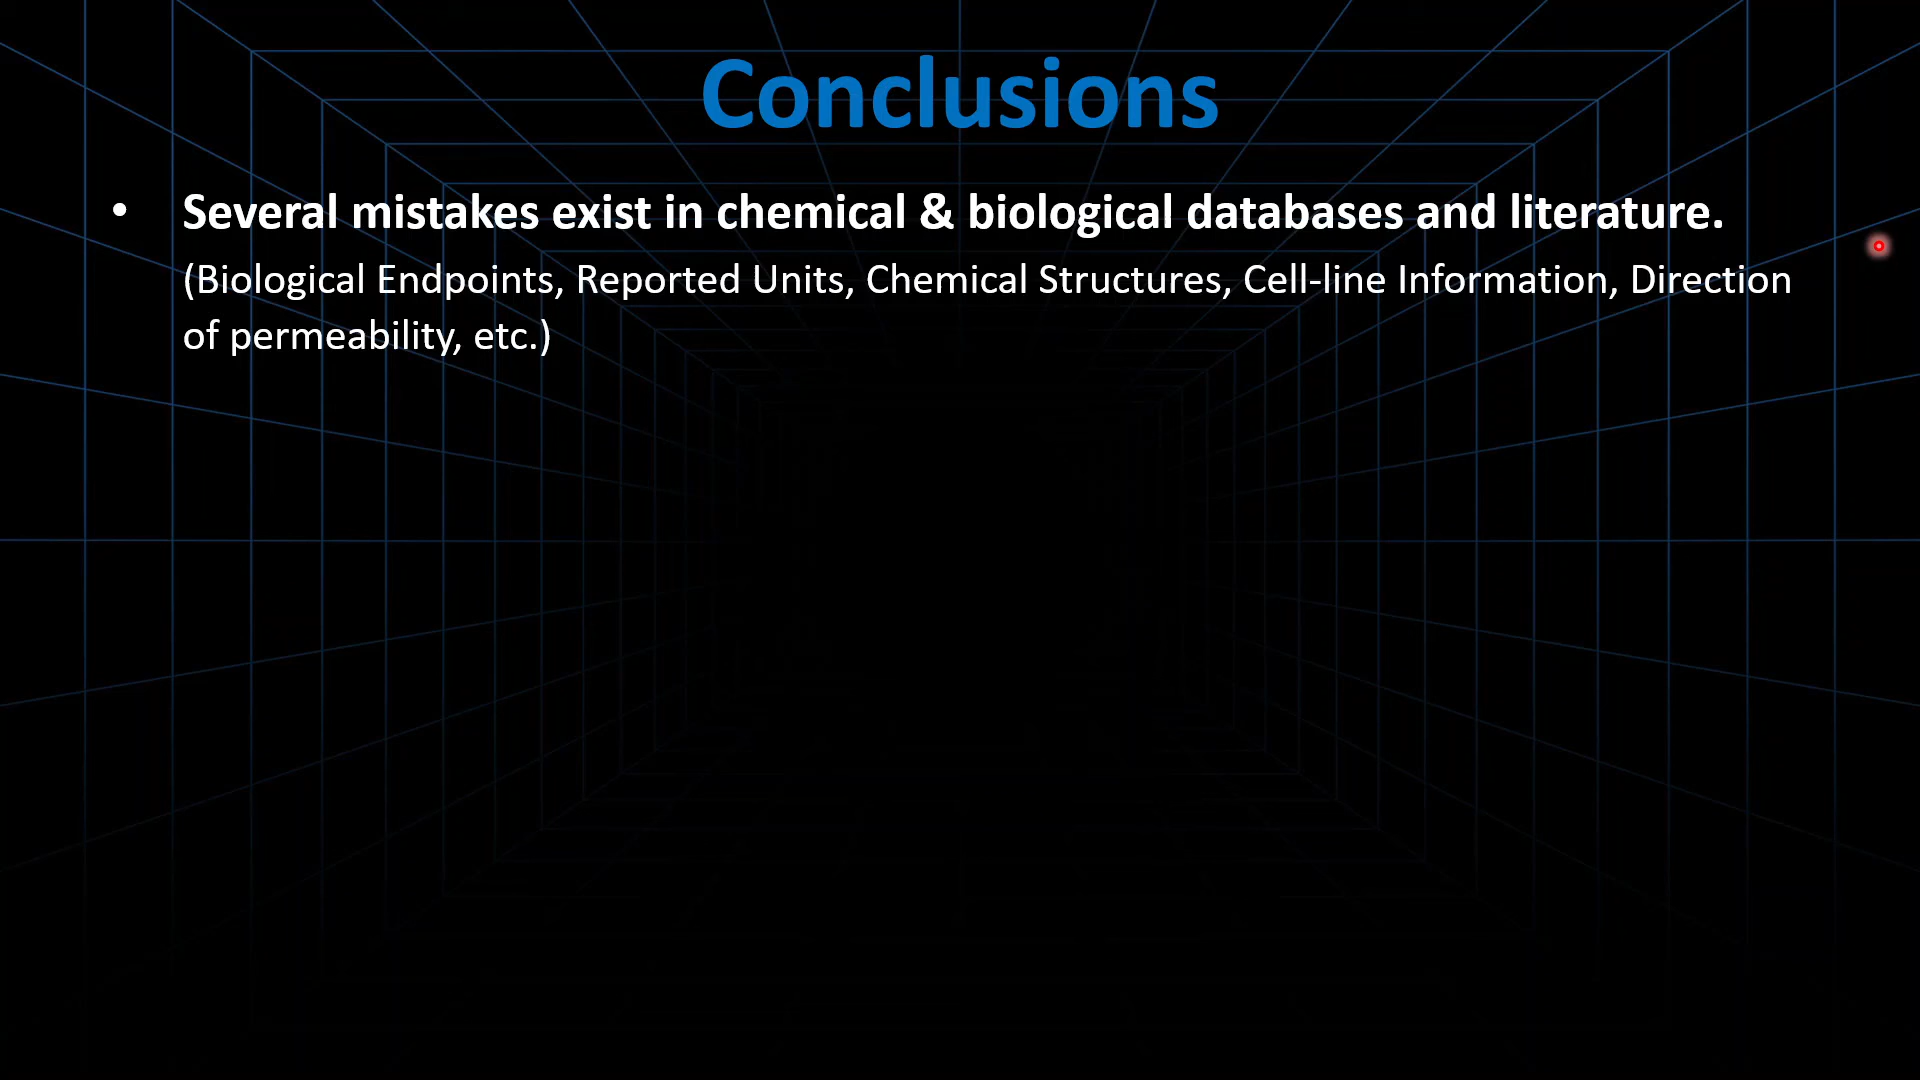 Conclusions
• Several mistakes exist in chemical & biological databases and literature.
(Biological Endpoints, Reported Units, Chemical Structures, Cell-line Information, Direction
of permeability, etc.)